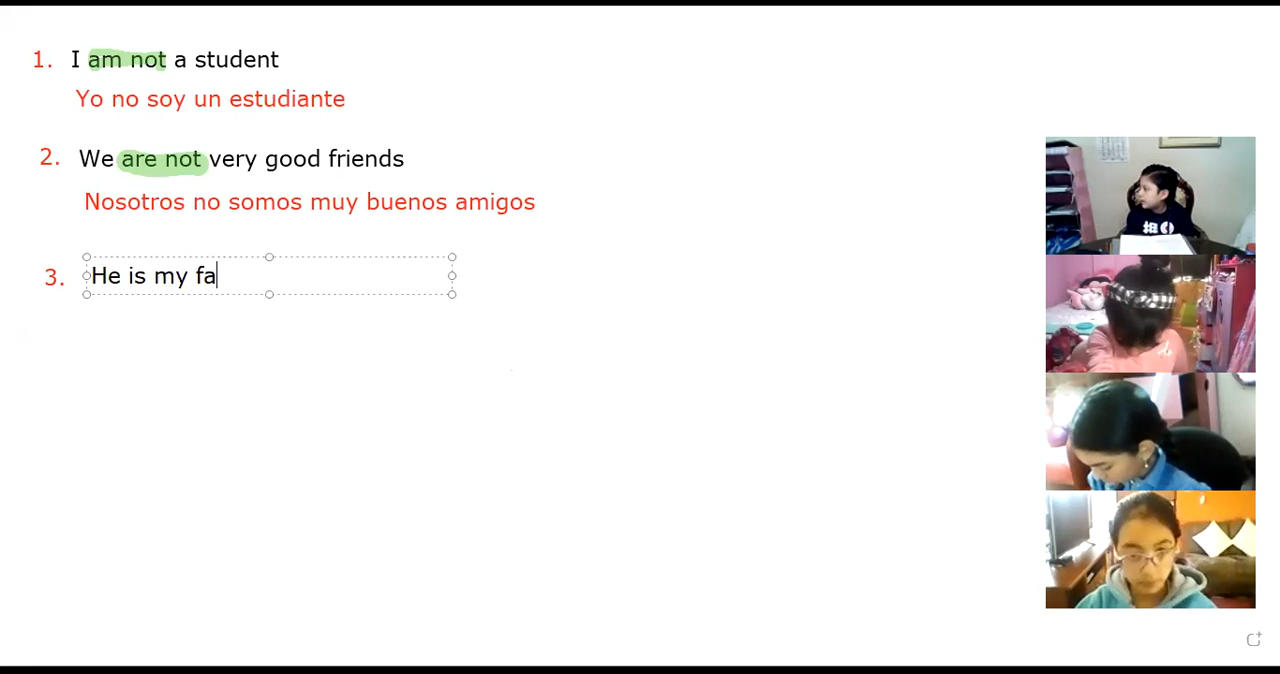 1. I am not a student
Yo no soy un estudiante
2. We are not very good friends
Nosotros no somos muy buenos amigos
3. He is my fa